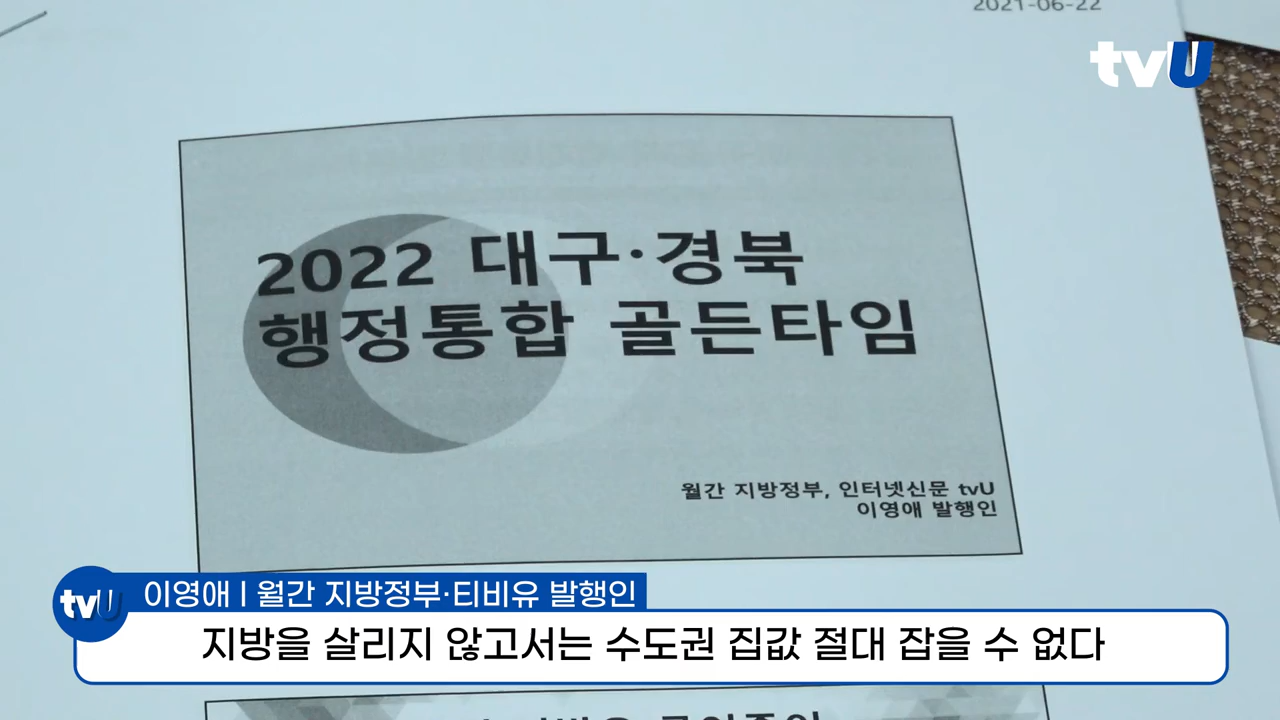 2021-06-22
tvU
2022 대구·경북
행정통합 골든타임
월간 지방정부, 인터넷신문 tvU
이영애 발행인
tvU
이영애 | 월간 지방정부·티비유 발행인
지방을 살리지 않고서는 수도권 집값 절대 잡을 수 없다